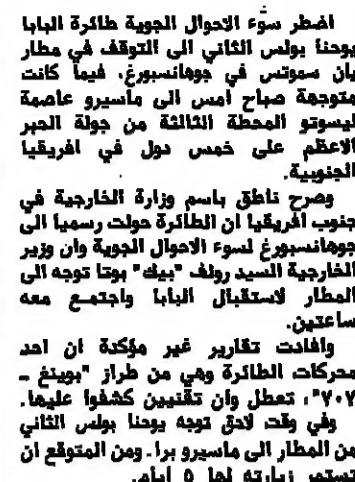 اضطر سوء الاحوال الجوية طائرة البابا
يوحنا بولس الثاني الى التوقف في مطار
يان سموتس في جوهانسبورغ، فيما كانت
متوجهة صباح امس الى ماسيرو عاصمة
ليسوتو المحطة الثالثة من جولة الحبر
الاعظم على خمس دول في افريقيا
الجنوبية.
وصرح ناطق باسم وزارة الخارجية في
جنوب افريقيا ان الطائرة حولت رسميا الى
جوهانسبورغ لسوء الاحوال الجوية وان وزير
الخارجية السيد رولف "بيك" بوتا توجه الى
المطار لاستقبال البابا واجتمع معه
ساعتين.
وافادت تقارير غير مؤكدة ان احد
محركات الطائرة وهي من طراز "بوينغ ـ
٧٠٧"، تعطل وان تقنيين كشفوا عليها.
وفي وقت لاحق توجه يوحنا بولس الثاني
من المطار الى ماسيرو برا. ومن المتوقع ان
تستمر زيارته لها ٥ ايام.